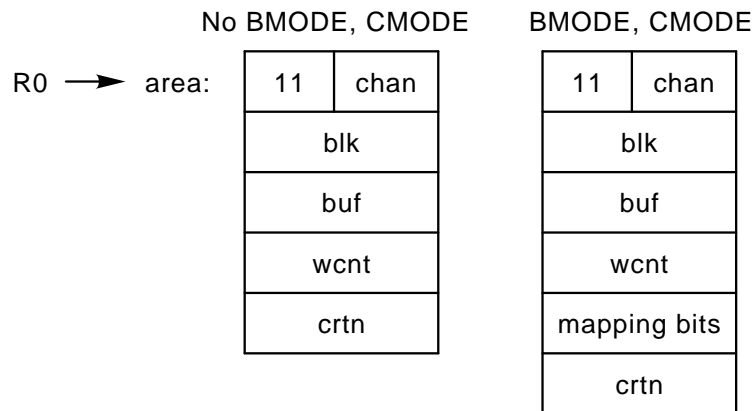 No BMODE, CMODE BMODE, CMODE
R0 area: 11 chan 11 chan
blk blk
buf buf
wcnt wcnt
crtn mapping bits
crtn